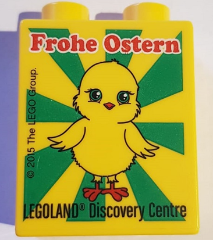 Frohe Ostern
© 2015 The LEGO Group.
LEGOLAND® Discovery Centre